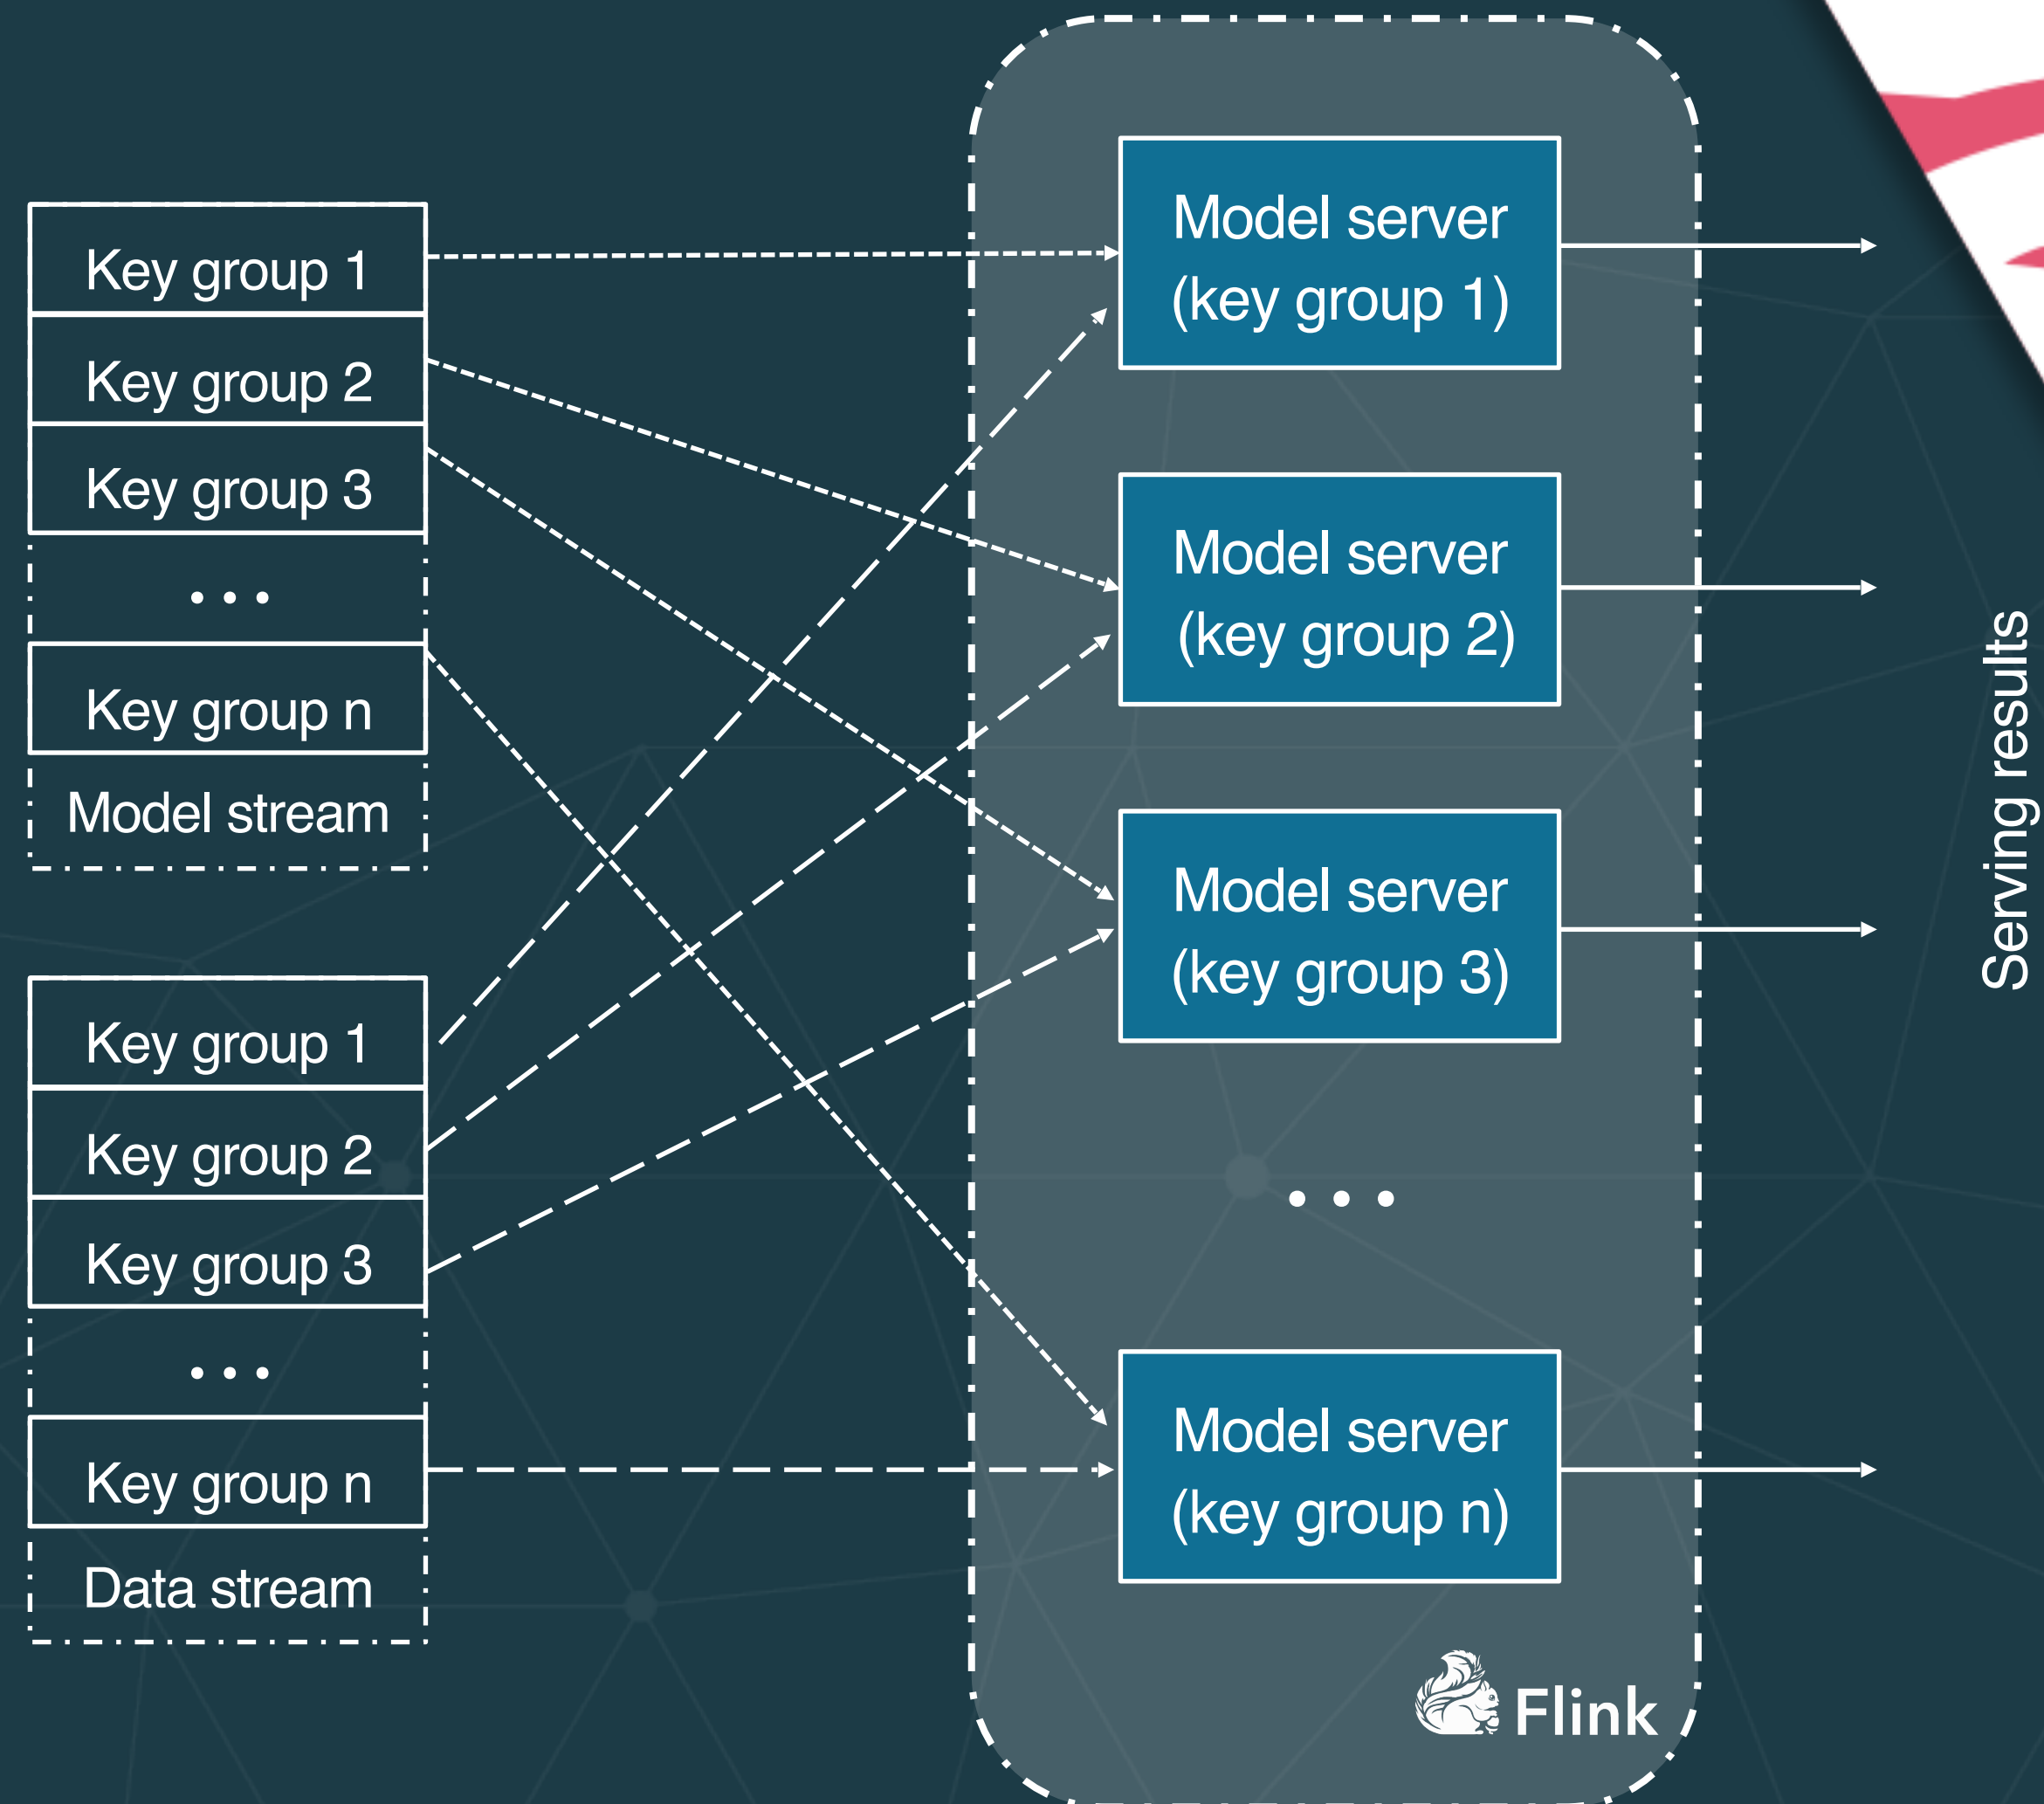 Key group 1
Key group 2
Key group 3
...
Key group n
Model stream
Key group 1
Key group 2
Key group 3
...
Key group n
Data stream
Model server
(key group 1)
Model server
(key group 2)
Model server
(key group 3)
...
Model server
(key group n)
Flink
Serving results